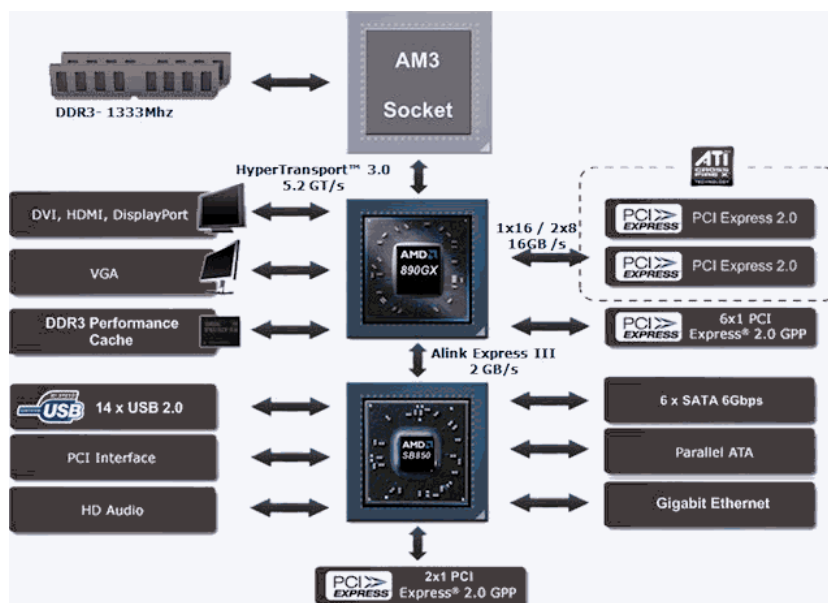 AM3
Socket
DDR3- 1333Mhz
HyperTransport™ 3.0
5.2 GT/s
ATI
CROSS
FIRE X
TECHNOLOGY
DVI, HDMI, DisplayPort
AMD
890GX
1x16 / 2x8
16GB /s
PCI
EXPRESS
PCI Express 2.0
VGA
PCI
EXPRESS
PCI Express 2.0
DDR3 Performance
Cache
PCI
EXPRESS
6x1 PCI
Express® 2.0 GPP
Alink Express III
2 GB/s
USB
14 x USB 2.0
AMD
SB850
6 x SATA 6Gbps
PCI Interface
Parallel ATA
HD Audio
Gigabit Ethernet
PCI
EXPRESS
2x1 PCI
Express® 2.0 GPP